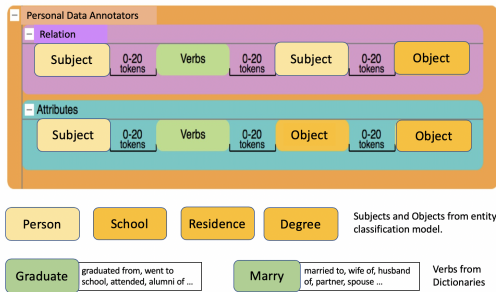 Personal Data Annotators
Relation
Subject 0-20 tokens Verbs 0-20 tokens Subject 0-20 tokens Object
Attributes
Subject 0-20 tokens Verbs 0-20 tokens Object 0-20 tokens Object
Person School Residence Degree
Subjects and Objects from entity
classification model.
Graduate
graduated from, went to
school, attended, alumni of ...
Marry
married to, wife of, husband
of, partner, spouse ...
Verbs from
Dictionaries